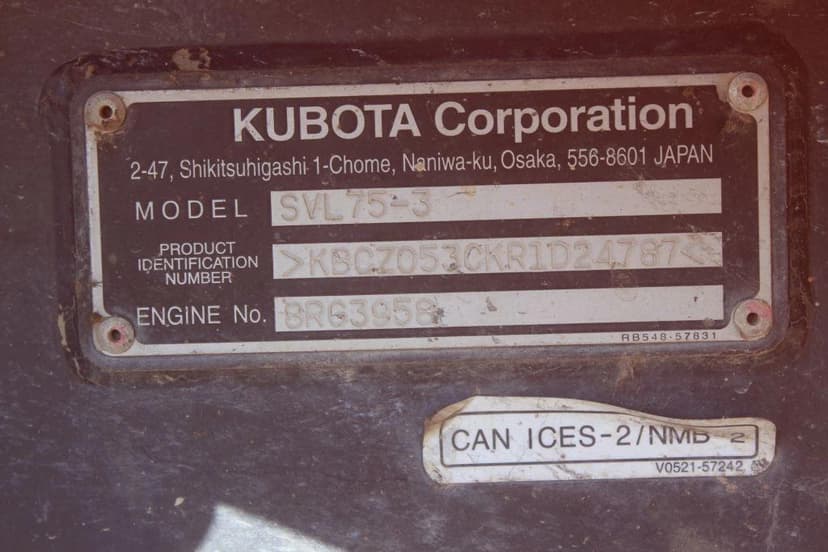 KUBOTA Corporation
2-47, Shikitsuhigashi 1-Chome, Naniwa-ku, Osaka, 556-8601 JAPAN
MODEL SVL75-3
PRODUCT
IDENTIFICATION
NUMBER
>KBCZ053CKR1D24787<
ENGINE No. 8RG3958
RB548-57831
CAN ICES-2/NMB 2
V0521-57242